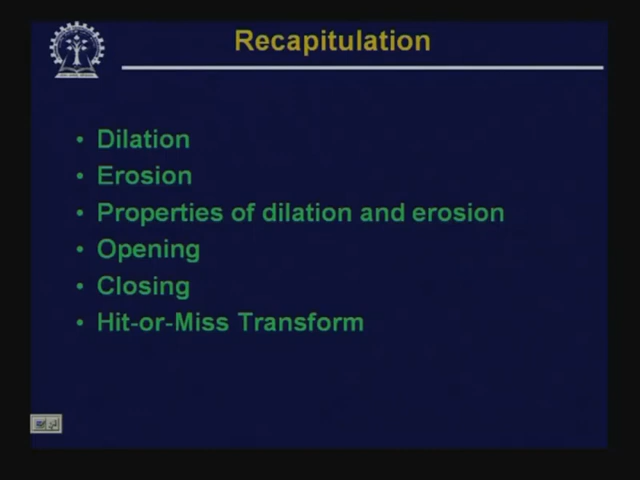 Recapitulation
• Dilation
• Erosion
• Properties of dilation and erosion
• Opening
• Closing
• Hit-or-Miss Transform